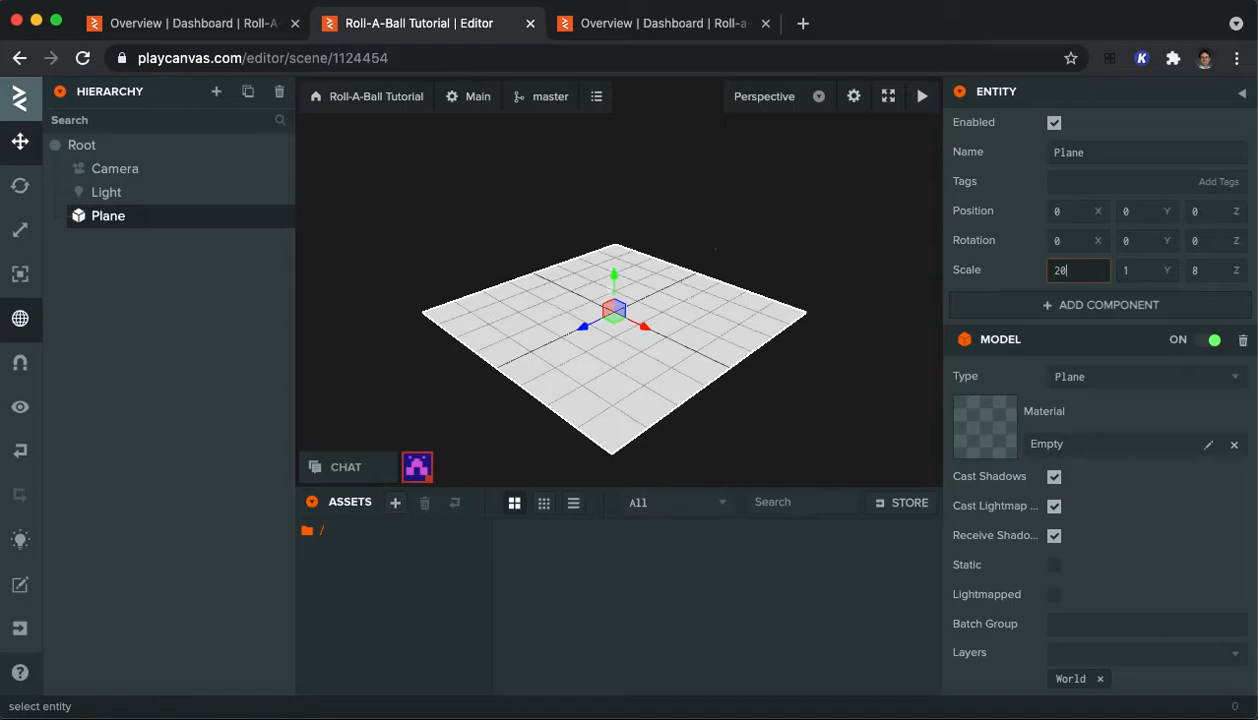 Overview | Dashboard | Roll-A-
Roll-A-Ball Tutorial | Editor
Overview | Dashboard | Roll-a-
playcanvas.com/editor/scene/1124454
HIERARCHY
Search
Root
Camera
Light
Plane
Roll-A-Ball Tutorial
Main
master
Perspective
CHAT
ASSETS
All
Search
STORE
/
ENTITY
Enabled
Name Plane
Tags Add Tags
Position 0 X 0 Y 0 Z
Rotation 0 X 0 Y 0 Z
Scale 20 1 Y 8 Z
+ ADD COMPONENT
MODEL ON
Type Plane
Material
Empty
Cast Shadows
Cast Lightmap ...
Receive Shado...
Static
Lightmapped
Batch Group
Layers
World
select entity 0